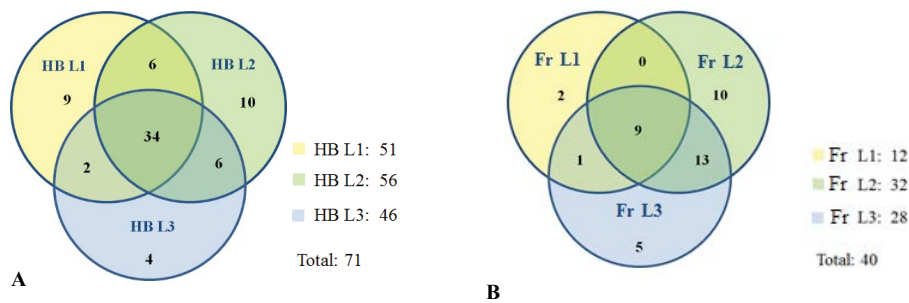 HB L1
6
HB L2
9
10
34
2
6
HB L3
4
HB L1: 51
HB L2: 56
HB L3: 46
Total: 71
A
Fr L1
0
Fr L2
2
10
9
1
13
Fr L3
5
Fr L1: 12
Fr L2: 32
Fr L3: 28
Total: 40
B